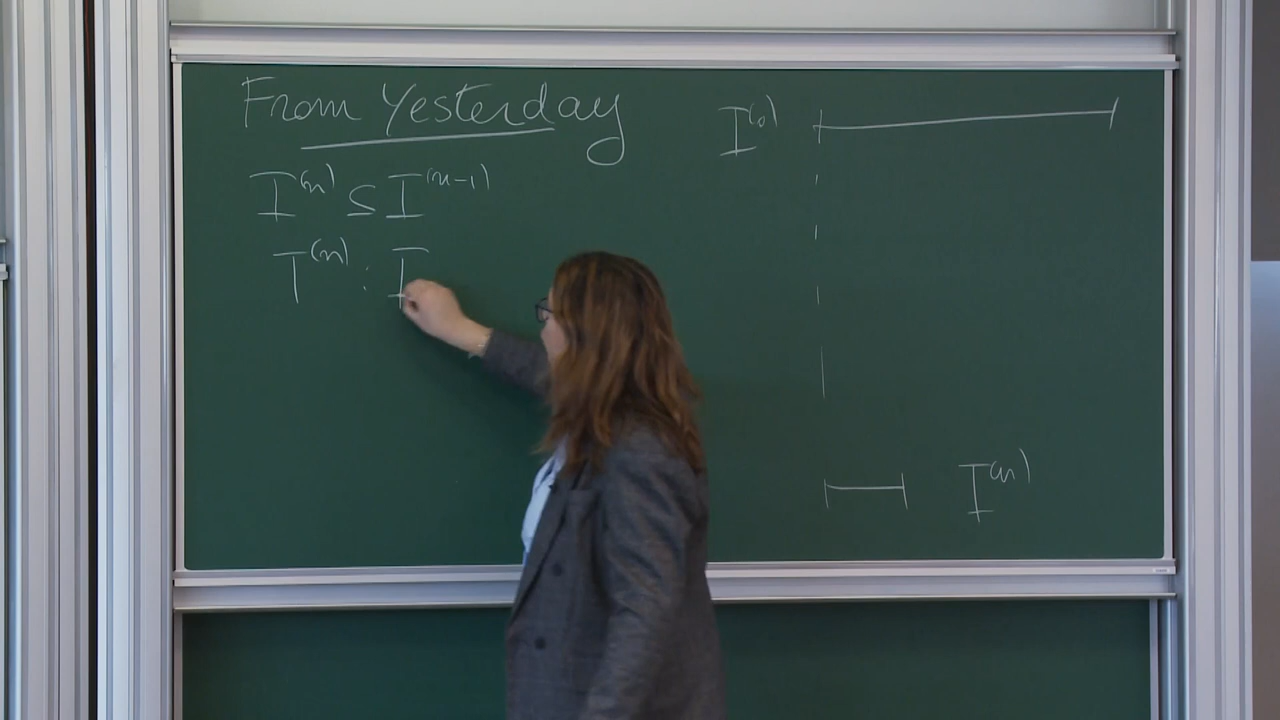 From Yesterday
I^(n) ⊆ I^(n-1)
T^(n) : I
I^(0)
I^(n)